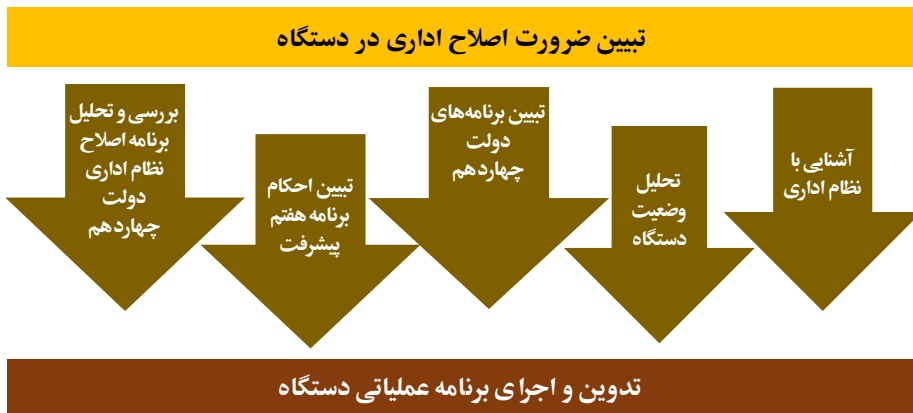 تبیین ضرورت اصلاح اداری در دستگاه
آشنایی با
نظام اداری
تحلیل
وضعیت
دستگاه
تبیین برنامه‌های
دولت
چهاردهم
تبیین احکام
برنامه هفتم
پیشرفت
بررسی و تحلیل
برنامه اصلاح
نظام اداری
دولت
چهاردهم
تدوین و اجرای برنامه عملیاتی دستگاه